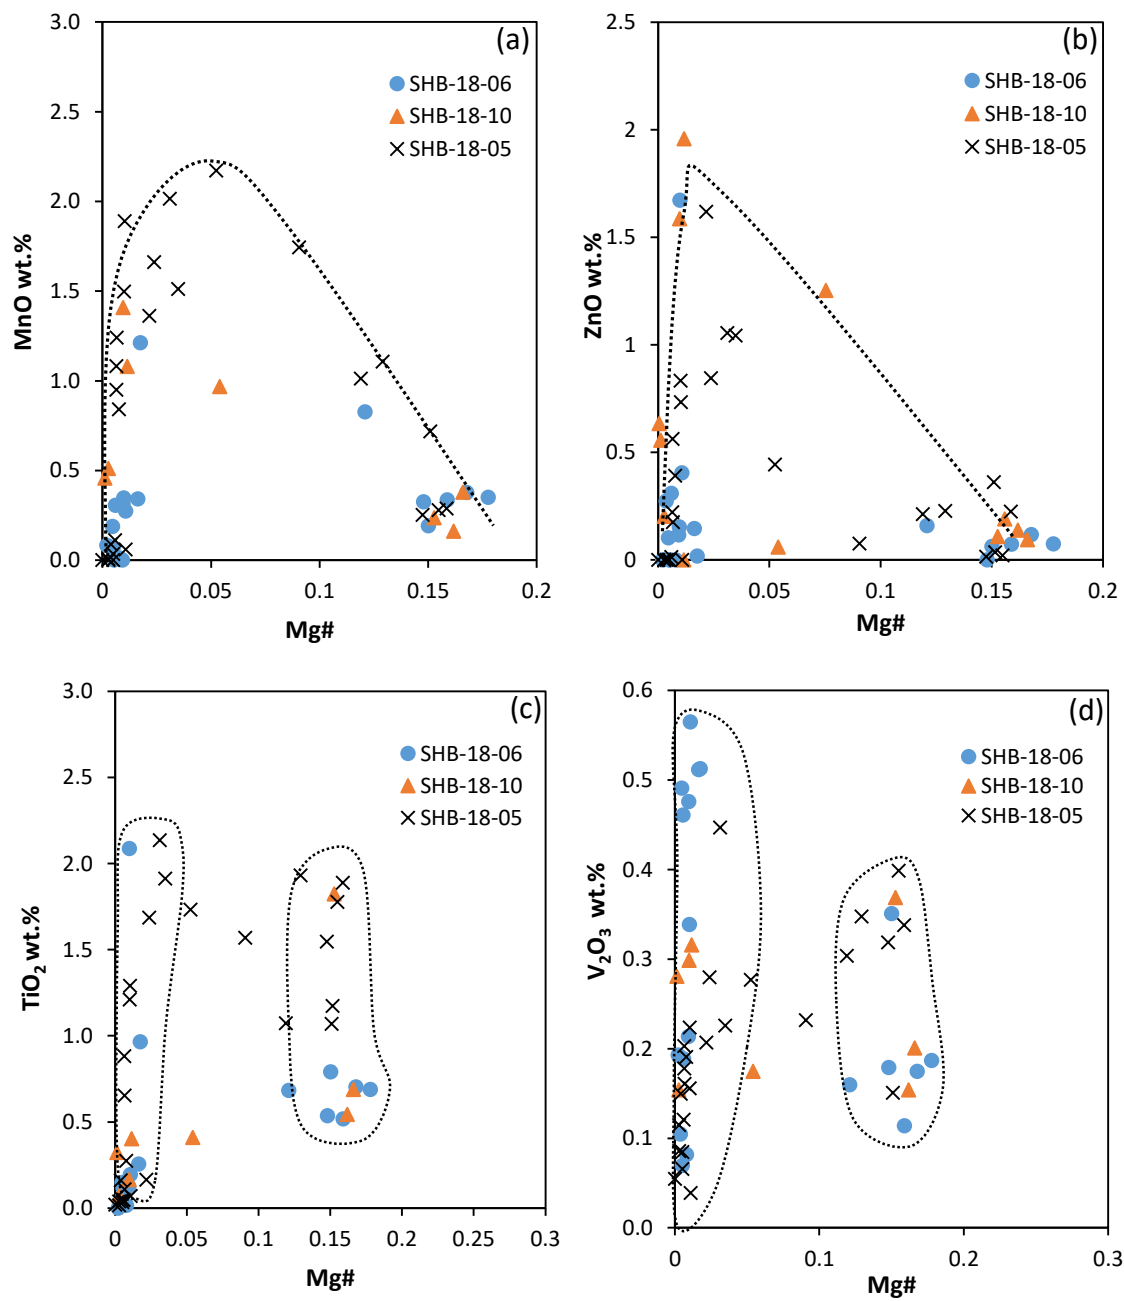 (a)
3.0
2.5
2.0
1.5
1.0
0.5
0.0
MnO wt.%
SHB-18-06
SHB-18-10
SHB-18-05
0 0.05 0.1 0.15 0.2
Mg#
(b)
2.5
2
1.5
1
0.5
0
ZnO wt.%
SHB-18-06
SHB-18-10
SHB-18-05
0 0.05 0.1 0.15 0.2
Mg#
(c)
3.0
2.5
2.0
1.5
1.0
0.5
0.0
TiO₂ wt.%
SHB-18-06
SHB-18-10
SHB-18-05
0 0.05 0.1 0.15 0.2 0.3 0.3
Mg#
(d)
0.6
0.5
0.4
0.3
0.2
0.1
0.0
V₂O₃ wt.%
SHB-18-06
SHB-18-10
SHB-18-05
0 0.1 0.2 0.3
Mg#